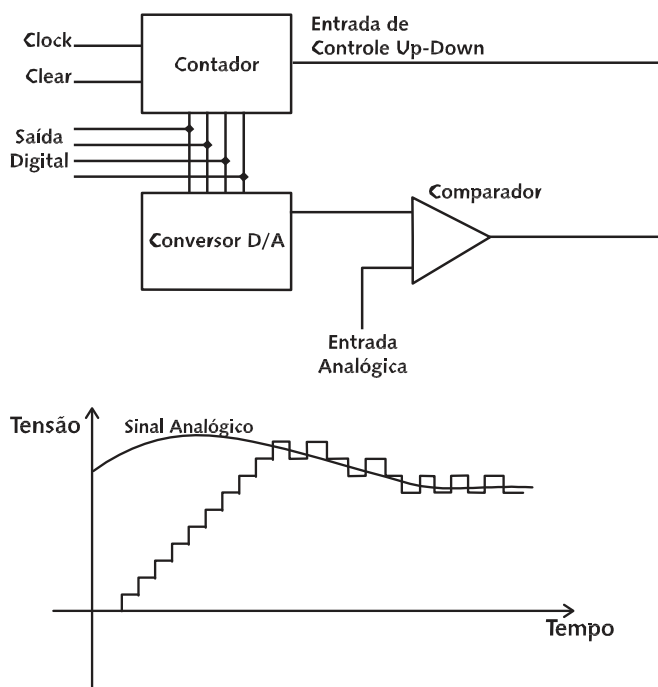 Clock
Clear
Contador
Entrada de
Controle Up-Down
Saída
Digital
Conversor D/A
Comparador
Entrada
Analógica
Tensão
Sinal Analógico
Tempo